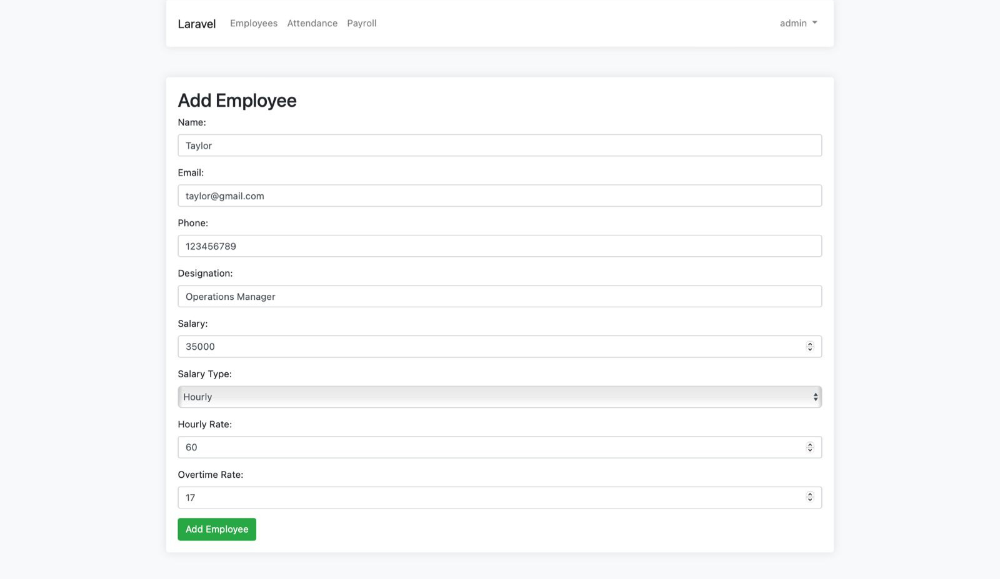 Laravel Employees Attendance Payroll admin
Add Employee
Name:
Taylor
Email:
taylor@gmail.com
Phone:
123456789
Designation:
Operations Manager
Salary:
35000
Salary Type:
Hourly
Hourly Rate:
60
Overtime Rate:
17
Add Employee